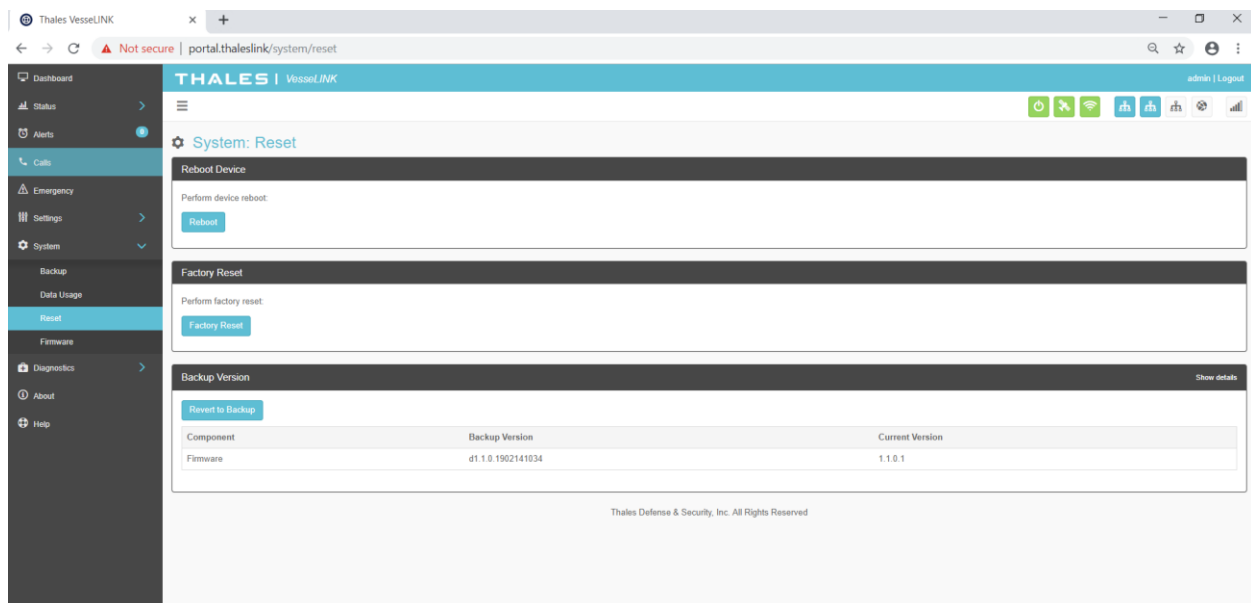 Thales VesseLINK
Not secure | portal.thaleslink/system/reset
Dashboard
Status
Alerts
0
Calls
Emergency
Settings
System
Backup
Data Usage
Reset
Firmware
Diagnostics
About
Help
THALES | VesseLINK
admin | Logout
System: Reset
Reboot Device
Perform device reboot:
Reboot
Factory Reset
Perform factory reset:
Factory Reset
Backup Version
Show details
Revert to Backup
Component Backup Version Current Version
Firmware d1.1.0.1902141034 1.1.0.1
Thales Defense & Security, Inc. All Rights Reserved